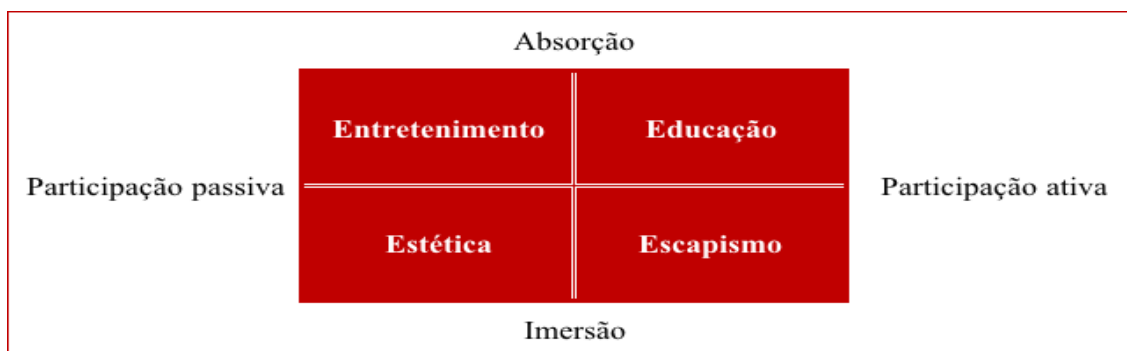 Absorção
Entretenimento Educação
Participação passiva Participação ativa
Estética Escapismo
Imersão